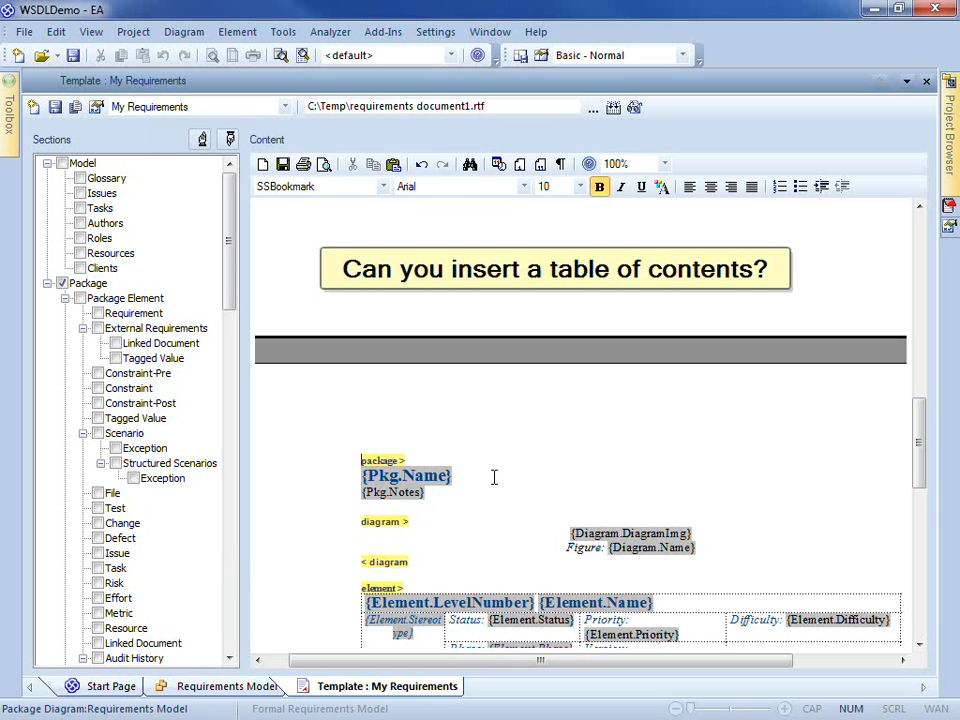 WSDLDemo - EA
File Edit View Project Diagram Element Tools Analyzer Add-Ins Settings Window Help
<default> Basic - Normal
Template : My Requirements
My Requirements C:\Temp\requirements document1.rtf ...
Toolbox
Project Browser
Sections Content
100%
SSBookmark Arial 10 B I U
Model
Glossary
Issues
Tasks
Authors
Roles
Resources
Clients
Package
Package Element
Requirement
External Requirements
Linked Document
Tagged Value
Constraint-Pre
Constraint
Constraint-Post
Tagged Value
Scenario
Exception
Structured Scenarios
Exception
File
Test
Change
Defect
Issue
Task
Risk
Effort
Metric
Resource
Linked Document
Audit History
Can you insert a table of contents?
package >
{Pkg.Name}
{Pkg.Notes}
diagram >
{Diagram.DiagramImg}
Figure: {Diagram.Name}
< diagram
element >
{Element.LevelNumber} {Element.Name}
{Element.Stereotype} Status: {Element.Status} Priority: {Element.Priority} Difficulty: {Element.Difficulty}
Start Page Requirements Model Template : My Requirements
Package Diagram:Requirements Model Formal Requirements Model CAP NUM SCRL WAN